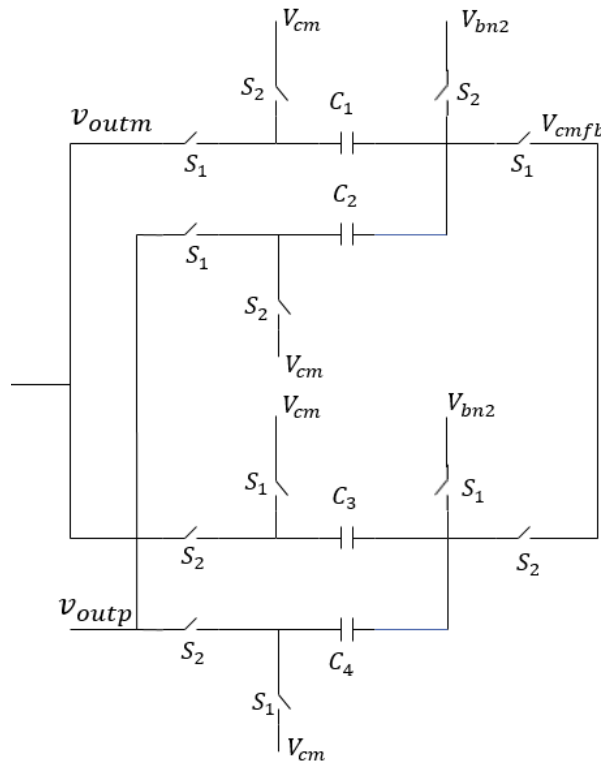 V_cm V_bn2
S_2 C_1 S_2
v_outm V_cmfb
S_1 S_1
C_2
S_1
S_2
V_cm
V_cm V_bn2
S_1 C_3 S_1
S_2 S_2
v_outp
S_2 C_4
S_1
V_cm